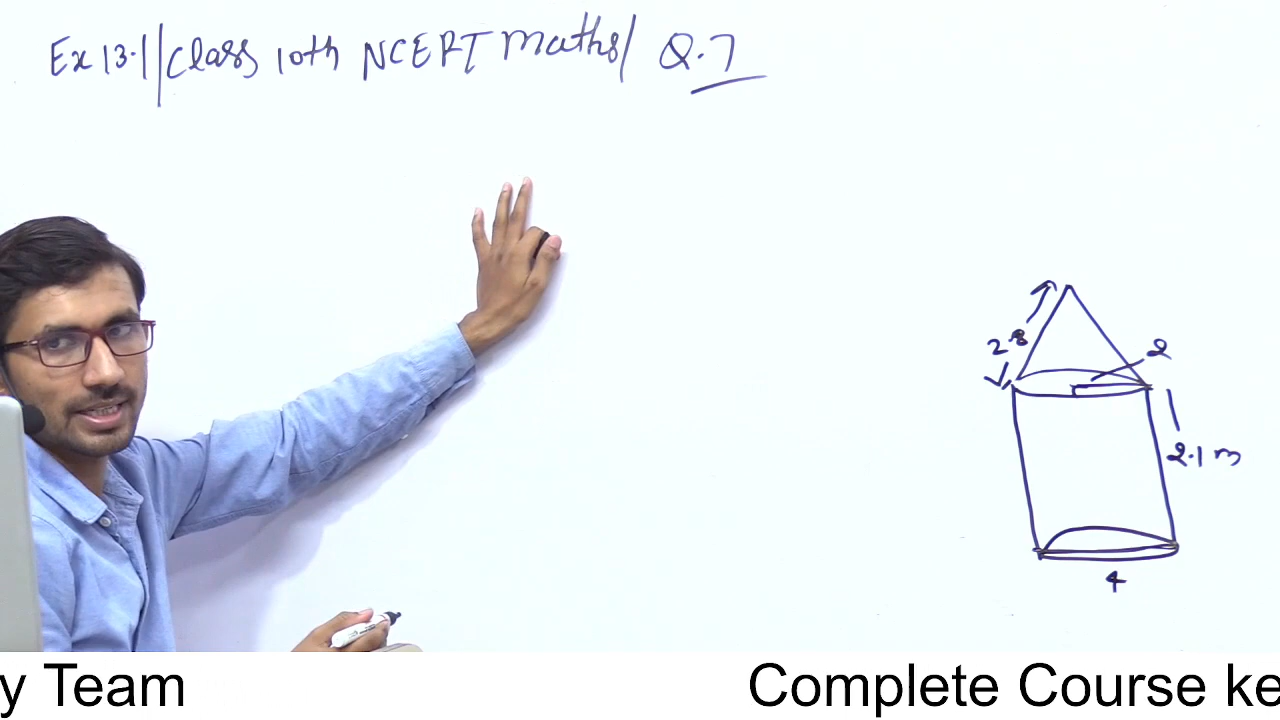 Ex 13.1 | Class 10th NCERT Maths | Q.7
2.8
2
2.1 m
4
y Team Complete Course ke